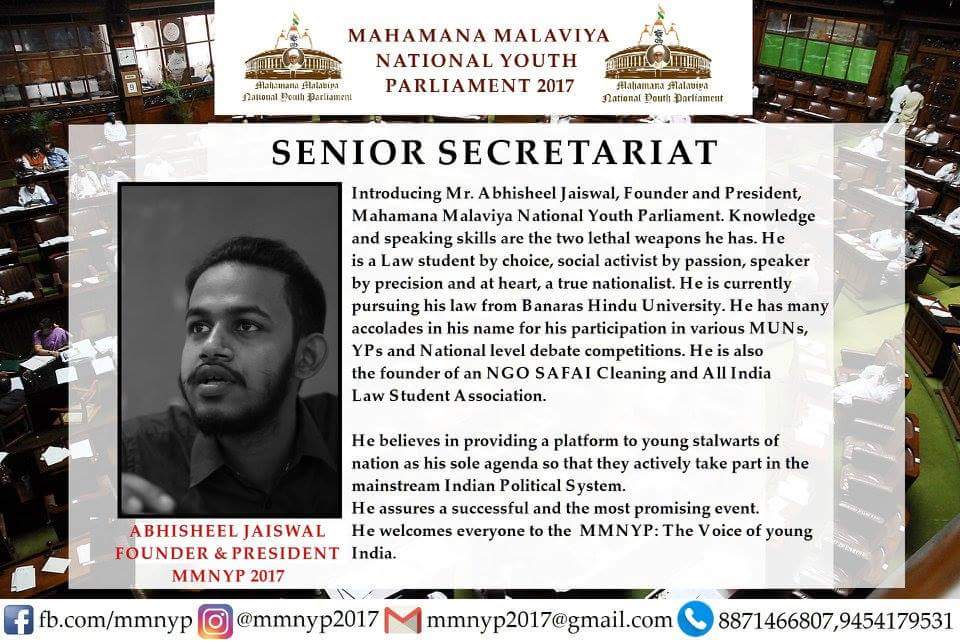 MAHAMANA MALAVIYA
NATIONAL YOUTH
PARLIAMENT 2017
Mahamana Malaviya
National Youth Parliament
Mahamana Malaviya
National Youth Parliament
SENIOR SECRETARIAT
Introducing Mr. Abhisheel Jaiswal, Founder and President,
Mahamana Malaviya National Youth Parliament. Knowledge
and speaking skills are the two lethal weapons he has. He
is a Law student by choice, social activist by passion, speaker
by precision and at heart, a true nationalist. He is currently
pursuing his law from Banaras Hindu University. He has many
accolades in his name for his participation in various MUNs,
YPs and National level debate competitions. He is also
the founder of an NGO SAFAI Cleaning and All India
Law Student Association.
He believes in providing a platform to young stalwarts of
nation as his sole agenda so that they actively take part in the
mainstream Indian Political System.
He assures a successful and the most promising event.
He welcomes everyone to the MMNYP: The Voice of young
India.
ABHISHEEL JAISWAL
FOUNDER & PRESIDENT
MMNYP 2017
fb.com/mmnyp @mmnyp2017 mmnyp2017@gmail.com 8871466807,9454179531